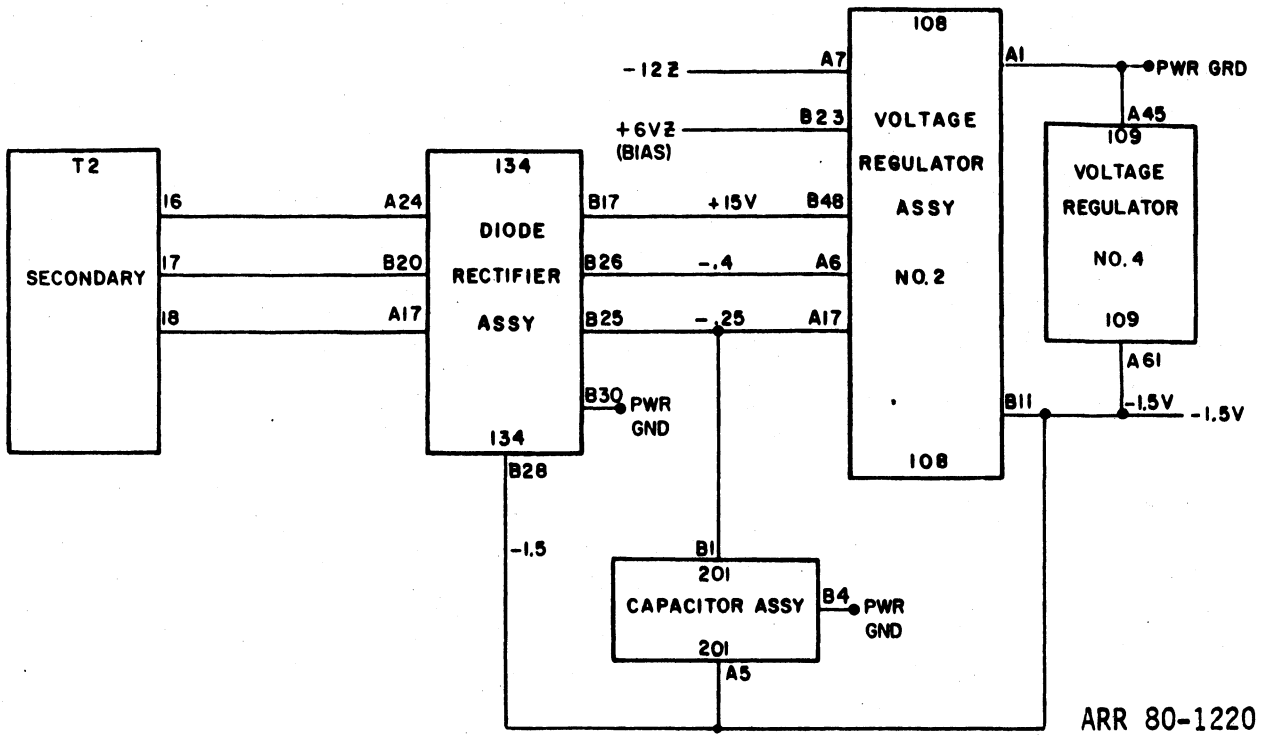 108
A7
A1
-12Ƶ
PWR GRD
B23
VOLTAGE
A45
+6VƵ
(BIAS)
REGULATOR
109
T2
134
VOLTAGE
16
A24
B17
+15V
B48
ASSY
REGULATOR
DIODE
17
B20
RECTIFIER
B26
-.4
A6
NO. 2
NO. 4
SECONDARY
18
A17
ASSY
B25
-.25
A17
109
A61
B30
PWR
GND
B11
-1.5V
-1.5V
134
108
B28
-1.5
B1
201
CAPACITOR ASSY
B4
PWR
GND
201
A5
ARR 80-1220